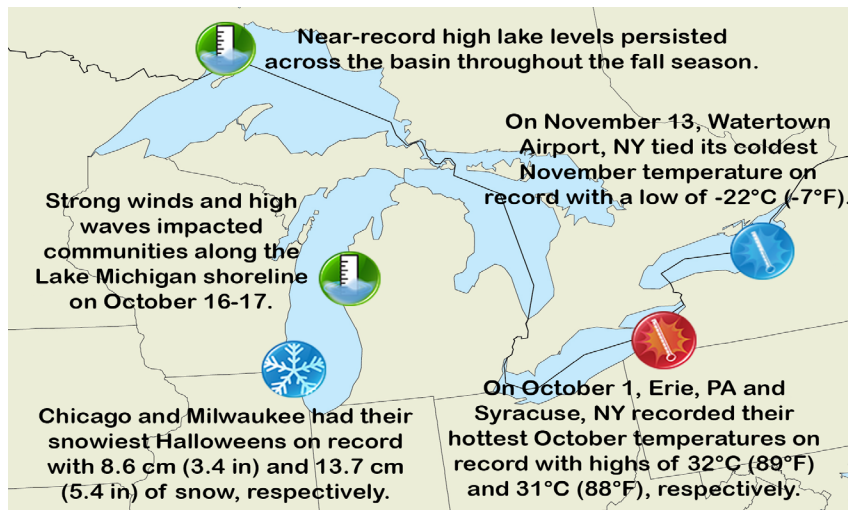 Near-record high lake levels persisted
across the basin throughout the fall season.
On November 13, Watertown
Airport, NY tied its coldest
November temperature on
record with a low of -22°C (-7°F).
Strong winds and high
waves impacted
communities along the
Lake Michigan shoreline
on October 16-17.
Chicago and Milwaukee had their
snowiest Halloweens on record
with 8.6 cm (3.4 in) and 13.7 cm
(5.4 in) of snow, respectively.
On October 1, Erie, PA and
Syracuse, NY recorded their
hottest October temperatures on
record with highs of 32°C (89°F)
and 31°C (88°F), respectively.